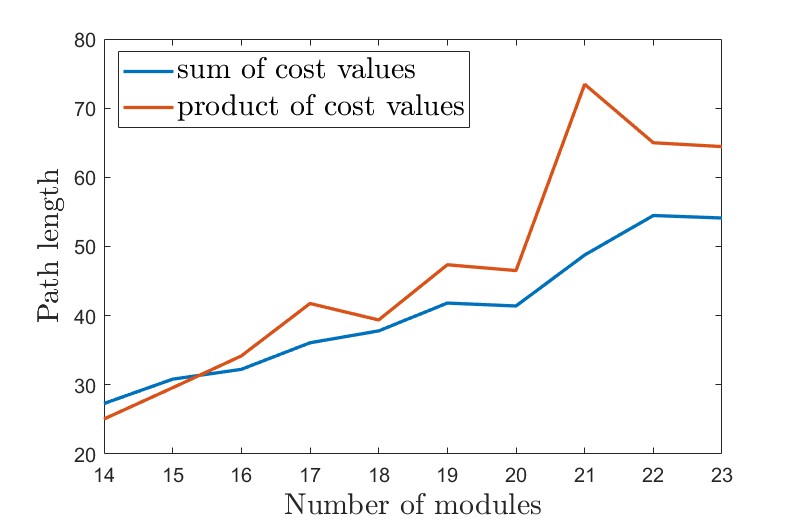 80
70
60
50
40
30
20
Path length
sum of cost values
product of cost values
14 15 16 17 18 19 20 21 22 23
Number of modules